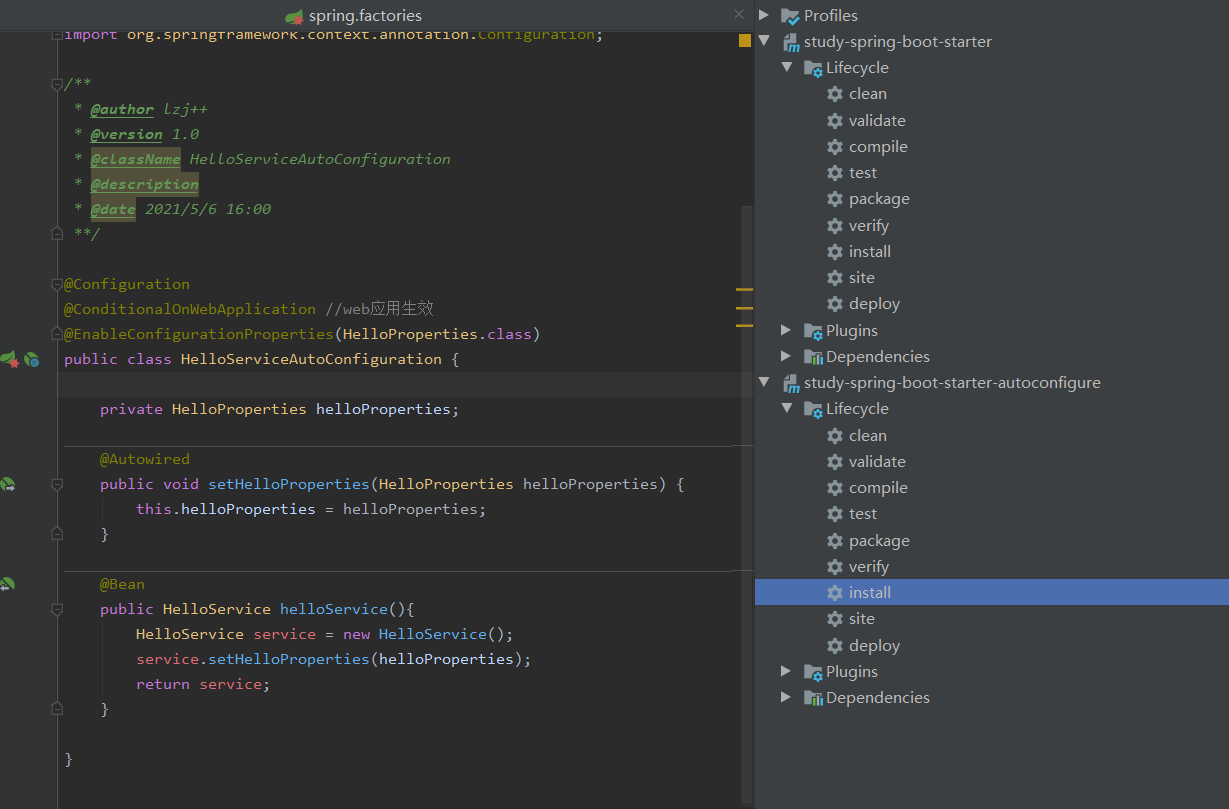 spring.factories
import org.springframework.context.annotation.Configuration;
/**
* @author lzj++
* @version 1.0
* @className HelloServiceAutoConfiguration
* @description
* @date 2021/5/6 16:00
**/
@Configuration
@ConditionalOnWebApplication //web应用生效
@EnableConfigurationProperties(HelloProperties.class)
public class HelloServiceAutoConfiguration {
private HelloProperties helloProperties;
@Autowired
public void setHelloProperties(HelloProperties helloProperties) {
this.helloProperties = helloProperties;
}
@Bean
public HelloService helloService(){
HelloService service = new HelloService();
service.setHelloProperties(helloProperties);
return service;
}
}
Profiles
study-spring-boot-starter
Lifecycle
clean
validate
compile
test
package
verify
install
site
deploy
Plugins
Dependencies
study-spring-boot-starter-autoconfigure
Lifecycle
clean
validate
compile
test
package
verify
install
site
deploy
Plugins
Dependencies